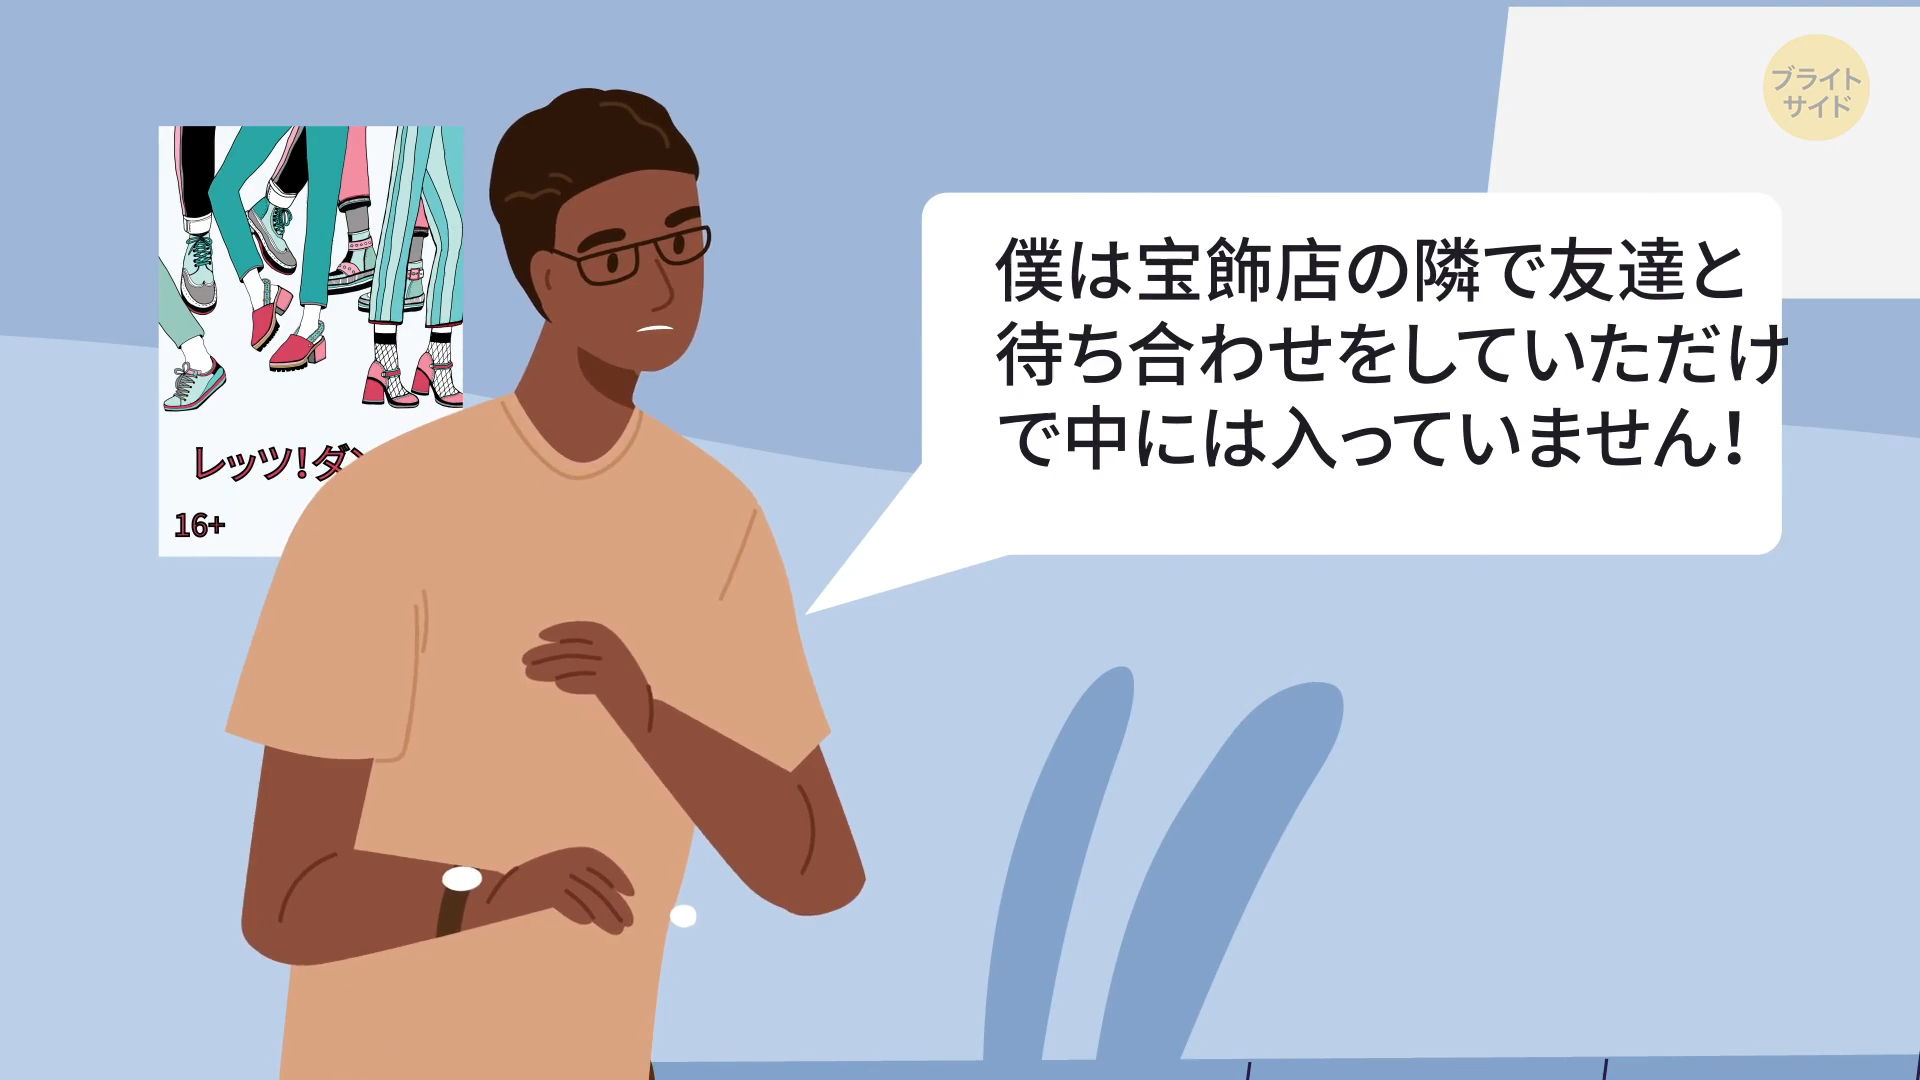 ブライト
サイド
僕は宝飾店の隣で友達と
待ち合わせをしていただけ
で中には入っていません!
レッツ!ダン
16+